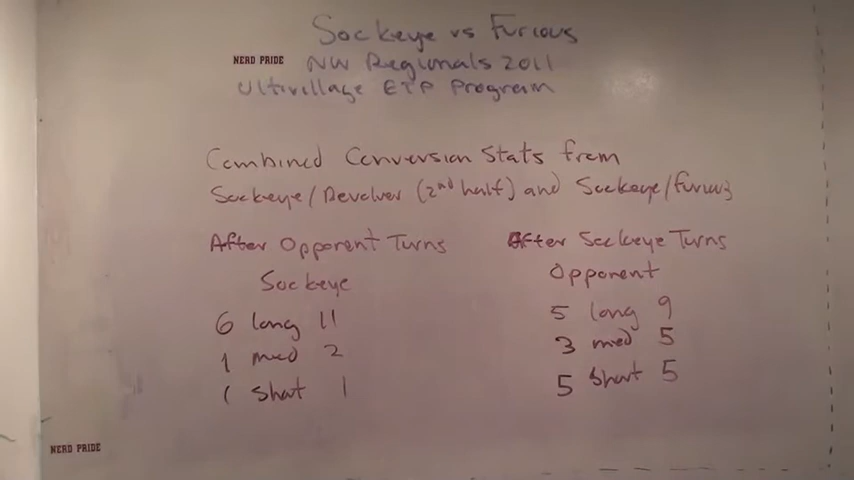 Sockeye vs Furious
NERD PRIDE NW Regionals 2011
Ultivillage ETP Program
Combined Conversion Stats from
Sockeye/Revolver (2nd half) and Sockeye/Furious
After Opponent Turns
Sockeye
6 long 11
1 med 2
1 short 1
After Sockeye Turns
Opponent
5 long 9
3 med 5
5 short 5
NERD PRIDE